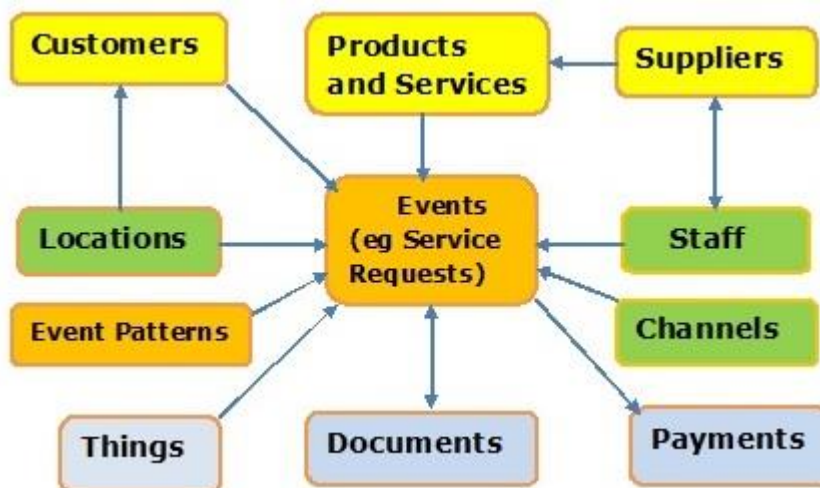 Customers
Products
and Services
Suppliers
Locations
Events
(eg Service
Requests)
Staff
Event Patterns
Channels
Things
Documents
Payments